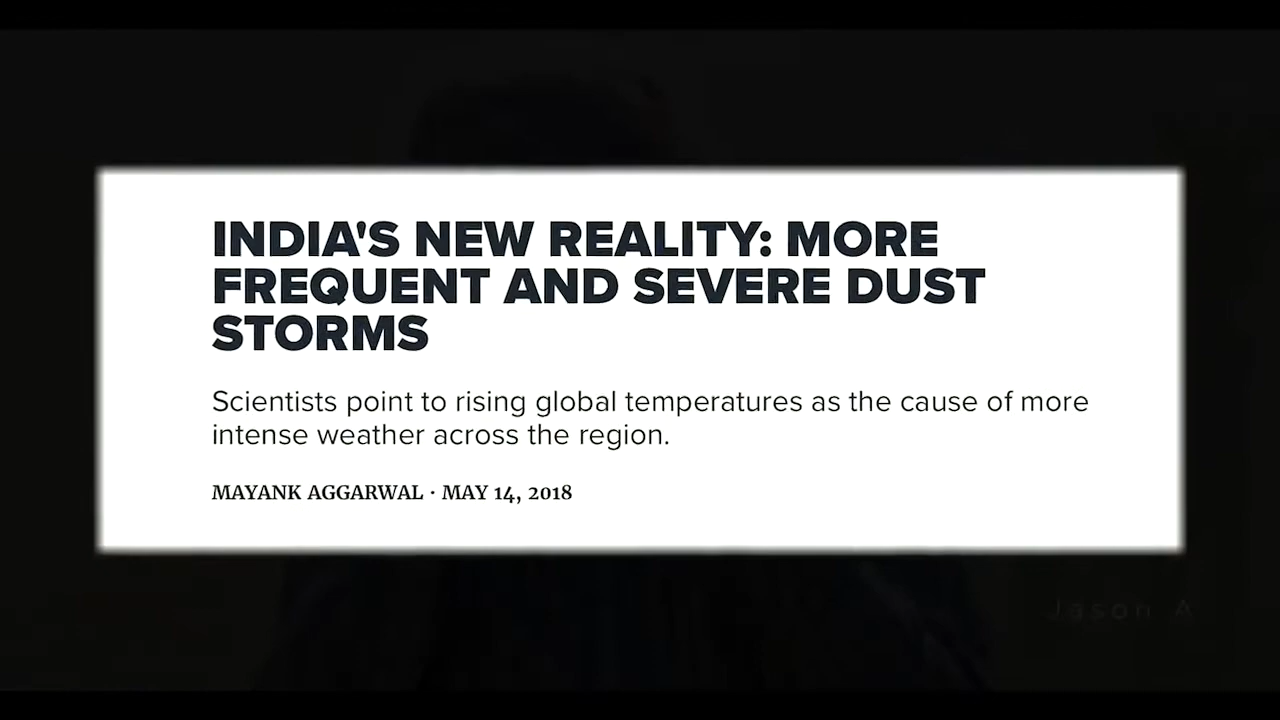 INDIA'S NEW REALITY: MORE
FREQUENT AND SEVERE DUST
STORMS
Scientists point to rising global temperatures as the cause of more
intense weather across the region.
MAYANK AGGARWAL · MAY 14, 2018
Jason A